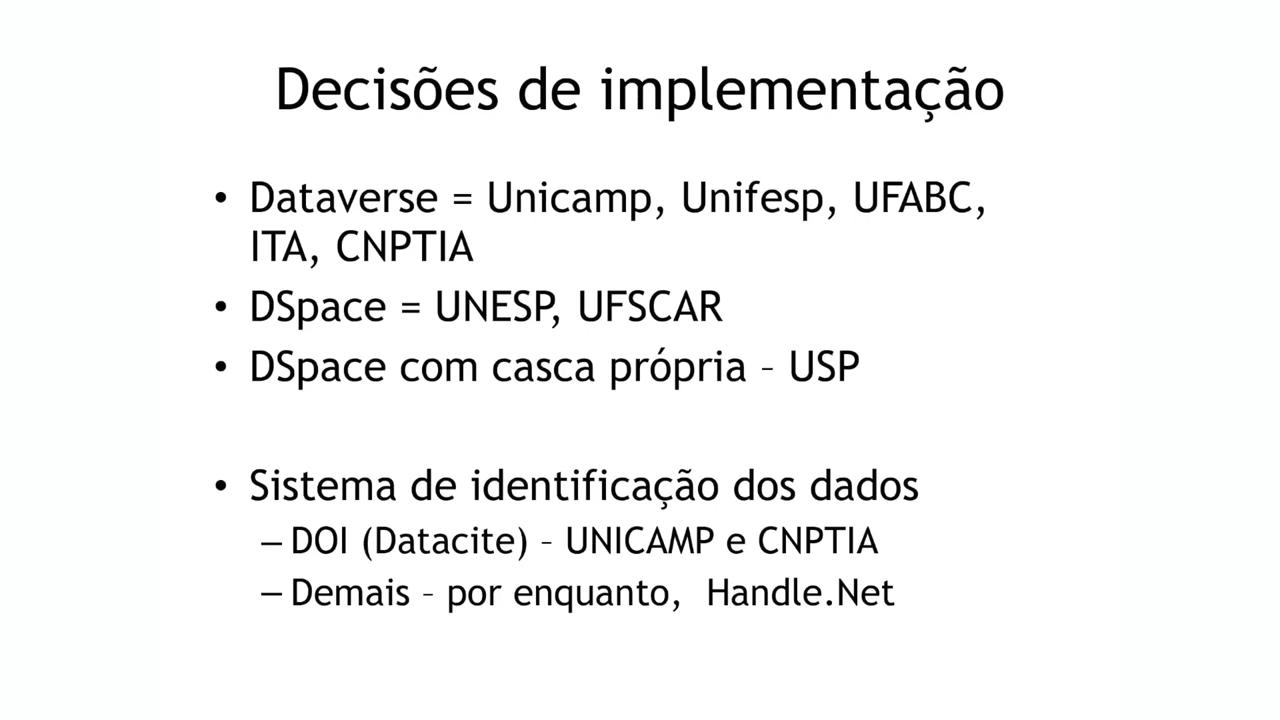 Decisões de implementação
• Dataverse = Unicamp, Unifesp, UFABC,
ITA, CNPTIA
• DSpace = UNESP, UFSCAR
• DSpace com casca própria – USP
• Sistema de identificação dos dados
– DOI (Datacite) – UNICAMP e CNPTIA
– Demais – por enquanto, Handle.Net